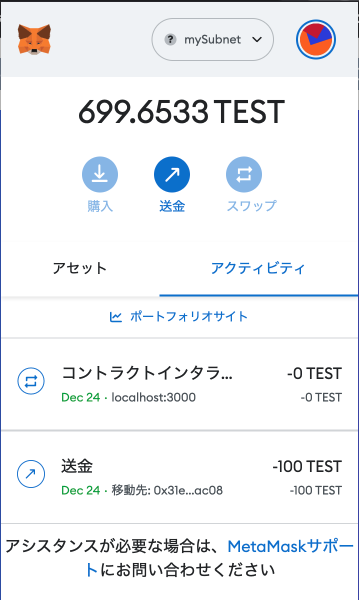 mySubnet
699.6533 TEST
購入
送金
スワップ
アセット
アクティビティ
ポートフォリオサイト
コントラクトインタラ... -0 TEST
Dec 24 · localhost:3000 -0 TEST
送金 -100 TEST
Dec 24 · 移動先: 0x31e...ac08 -100 TEST
アシスタンスが必要な場合は、MetaMaskサポー
トにお問い合わせください